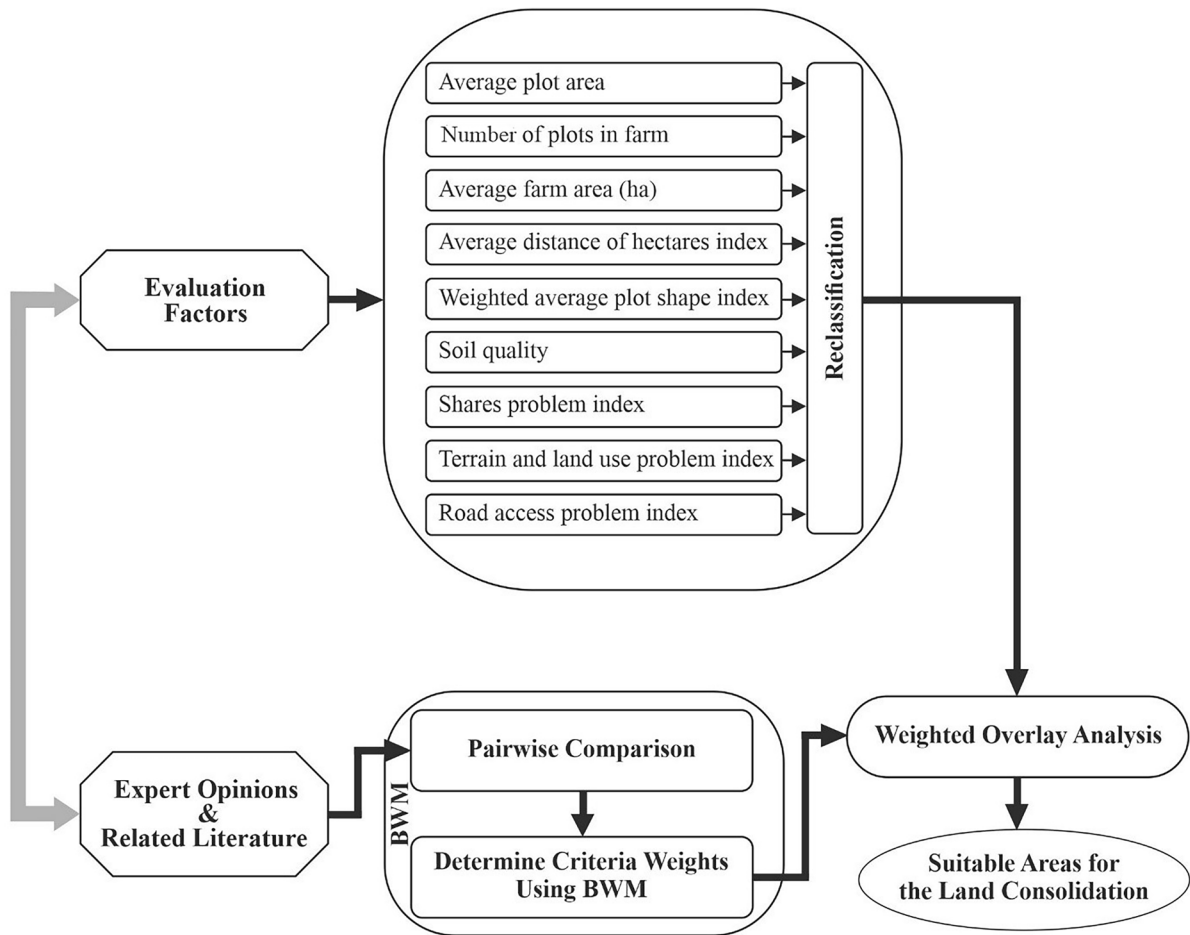 Average plot area
Number of plots in farm
Average farm area (ha)
Average distance of hectares index
Weighted average plot shape index
Soil quality
Shares problem index
Terrain and land use problem index
Road access problem index
Reclassification
Evaluation
Factors
Expert Opinions
&
Related Literature
BWM
Pairwise Comparison
Determine Criteria Weights
Using BWM
Weighted Overlay Analysis
Suitable Areas for
the Land Consolidation